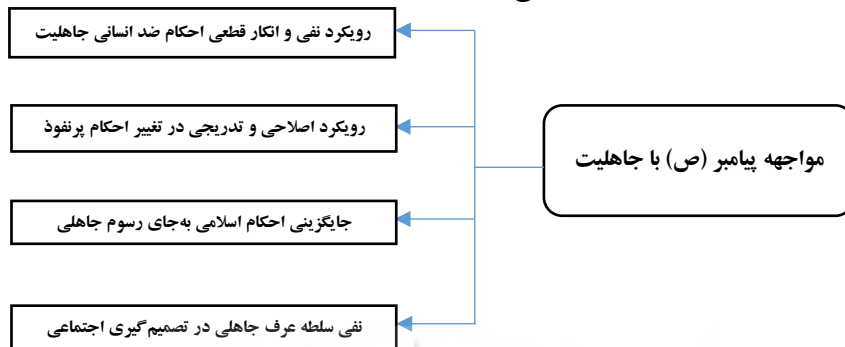 مواجهه پیامبر (ص) با جاهلیت
رویکرد نفی و انکار قطعی احکام ضد انسانی جاهلیت
رویکرد اصلاحی و تدریجی در تغییر احکام پرنفوذ
جایگزینی احکام اسلامی به‌جای رسوم جاهلی
نفی سلطه عرف جاهلی در تصمیم‌گیری اجتماعی